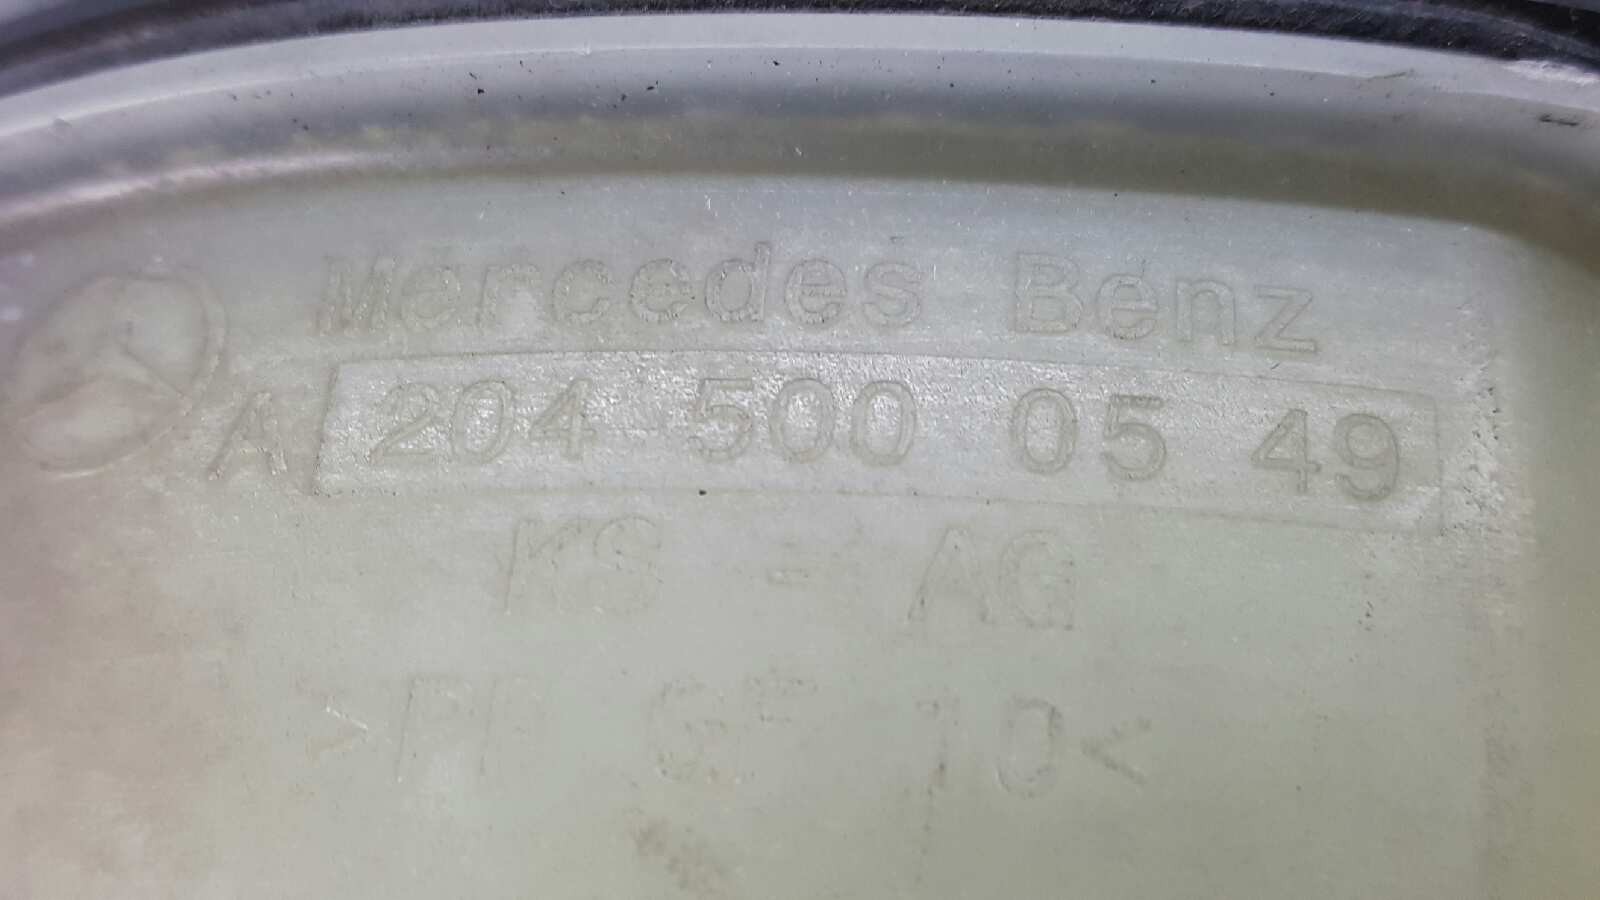 Mercedes Benz
A 204 500 05 49
KS - AG
>PP GF 10<